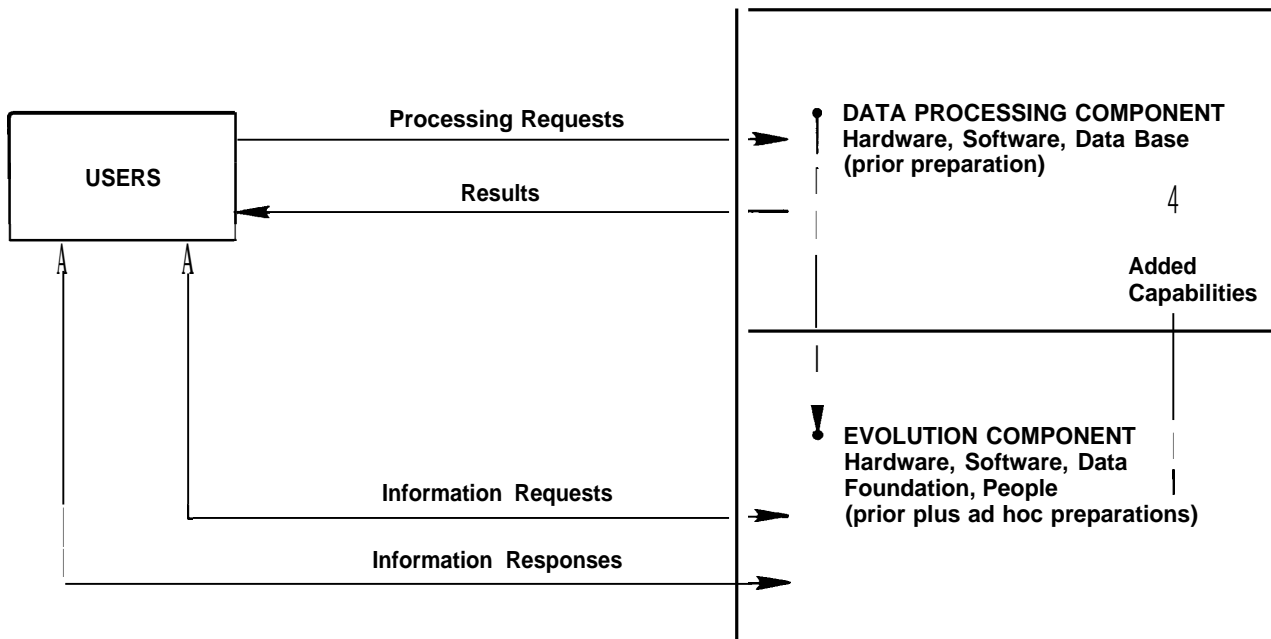 Processing Requests
USERS
Results
DATA PROCESSING COMPONENT
Hardware, Software, Data Base
(prior preparation)
Added
Capabilities
EVOLUTION COMPONENT
Hardware, Software, Data
Foundation, People
(prior plus ad hoc preparations)
Information Requests
Information Responses